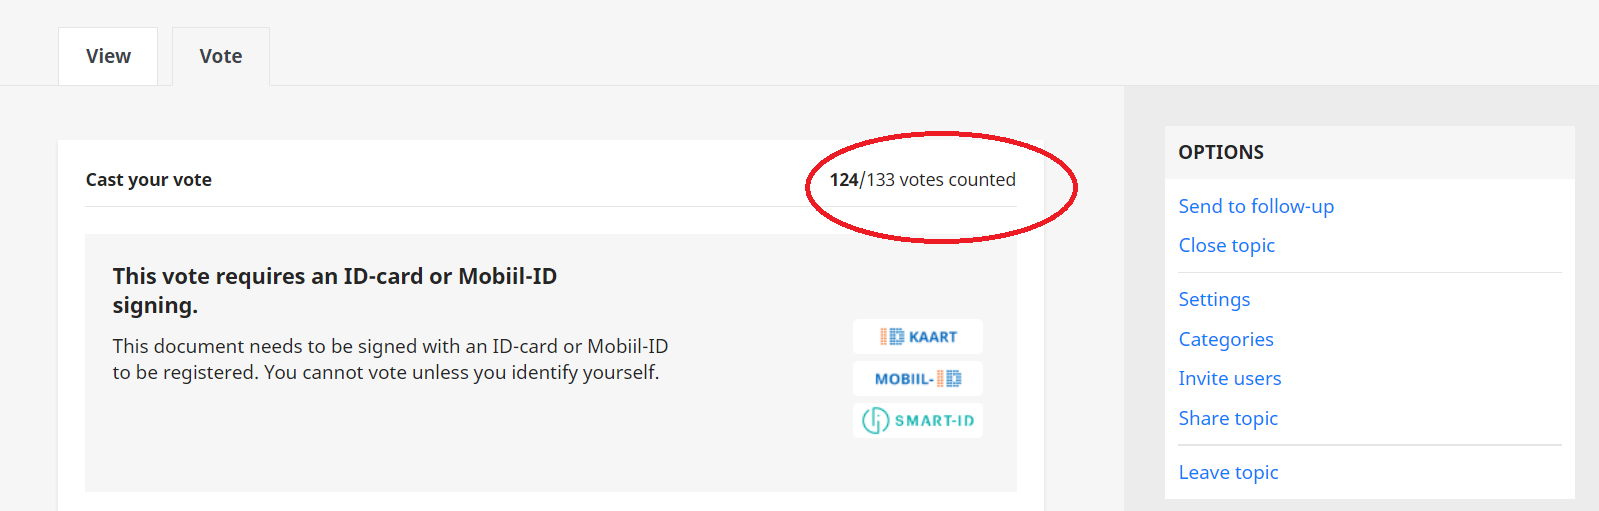 View
Vote
Cast your vote
124/133 votes counted
This vote requires an ID-card or Mobiil-ID
signing.
This document needs to be signed with an ID-card or Mobiil-ID
to be registered. You cannot vote unless you identify yourself.
ID KAART
MOBIIL-ID
SMART-ID
OPTIONS
Send to follow-up
Close topic
Settings
Categories
Invite users
Share topic
Leave topic